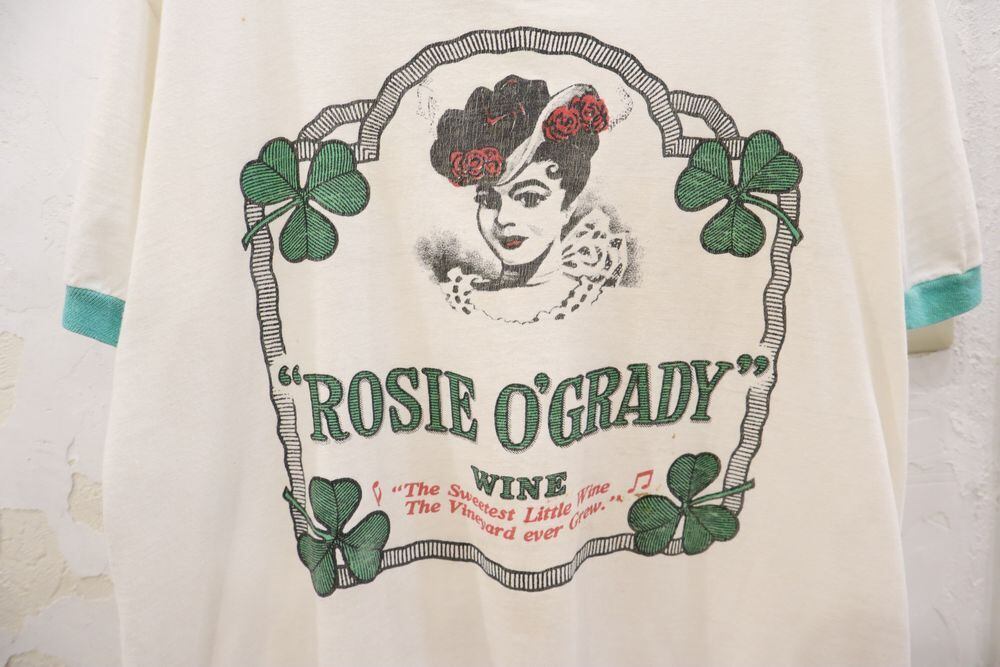 "ROSIE O'GRADY"
WINE
"The Sweetest Little Wine
The Vineyard ever Grew."